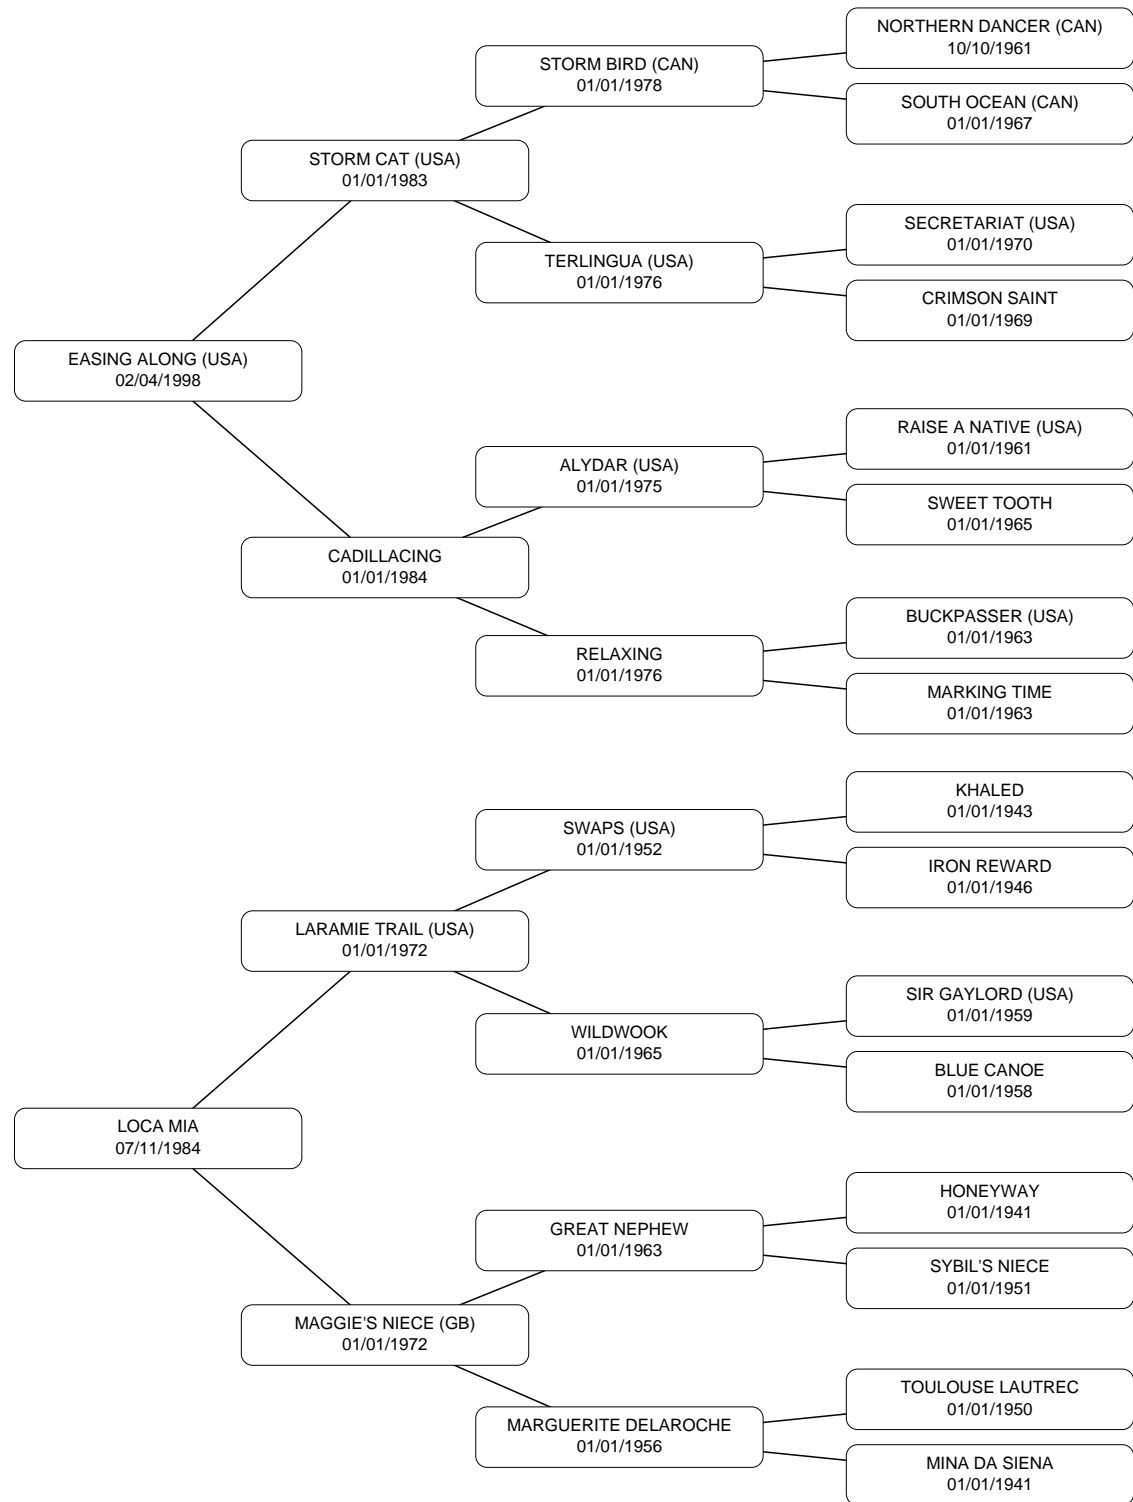 NORTHERN DANCER (CAN)
10/10/1961
STORM BIRD (CAN)
01/01/1978
SOUTH OCEAN (CAN)
01/01/1967
STORM CAT (USA)
01/01/1983
SECRETARIAT (USA)
01/01/1970
TERLINGUA (USA)
01/01/1976
CRIMSON SAINT
01/01/1969
EASING ALONG (USA)
02/04/1998
RAISE A NATIVE (USA)
01/01/1961
ALYDAR (USA)
01/01/1975
SWEET TOOTH
01/01/1965
CADILLACING
01/01/1984
BUCKPASSER (USA)
01/01/1963
RELAXING
01/01/1976
MARKING TIME
01/01/1963
KHALED
01/01/1943
SWAPS (USA)
01/01/1952
IRON REWARD
01/01/1946
LARAMIE TRAIL (USA)
01/01/1972
SIR GAYLORD (USA)
01/01/1959
WILDWOOK
01/01/1965
BLUE CANOE
01/01/1958
LOCA MIA
07/11/1984
HONEYWAY
01/01/1941
GREAT NEPHEW
01/01/1963
SYBIL'S NIECE
01/01/1951
MAGGIE'S NIECE (GB)
01/01/1972
TOULOUSE LAUTREC
01/01/1950
MARGUERITE DELAROCHE
01/01/1956
MINA DA SIENA
01/01/1941